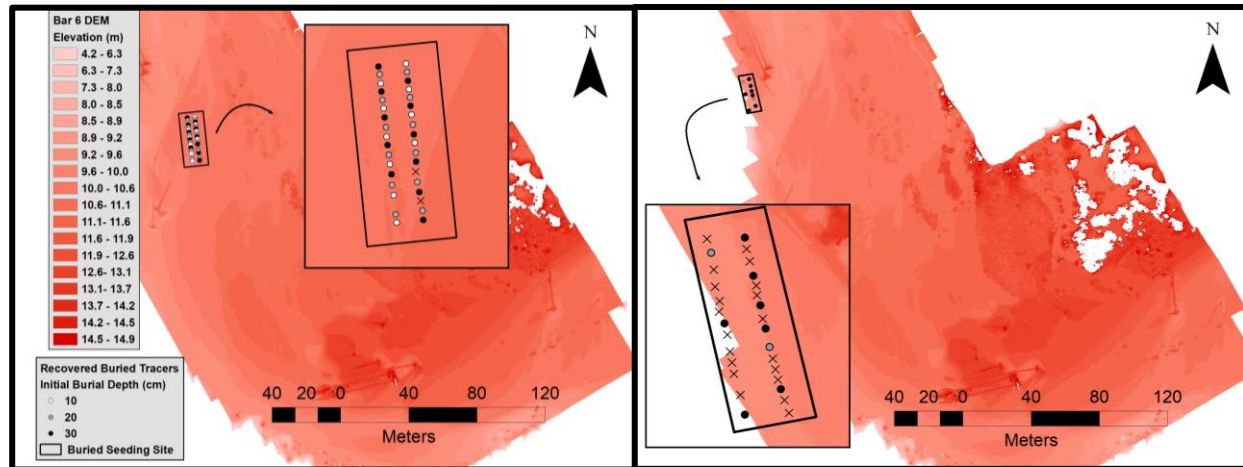 Bar 6 DEM
Elevation (m)
4.2 - 6.3
6.3 - 7.3
7.3 - 8.0
8.0 - 8.5
8.5 - 8.9
8.9 - 9.2
9.2 - 9.6
9.6 - 10.0
10.0 - 10.6
10.6- 11.1
11.1 - 11.6
11.6 - 11.9
11.9 - 12.6
12.6 - 13.1
13.1 - 13.7
13.7 - 14.2
14.2 - 14.5
14.5 - 14.9
Recovered Buried Tracers
Initial Burial Depth (cm)
10
20
30
Buried Seeding Site
N
40 20 0 40 80 120
Meters
N
40 20 0 40 80 120
Meters